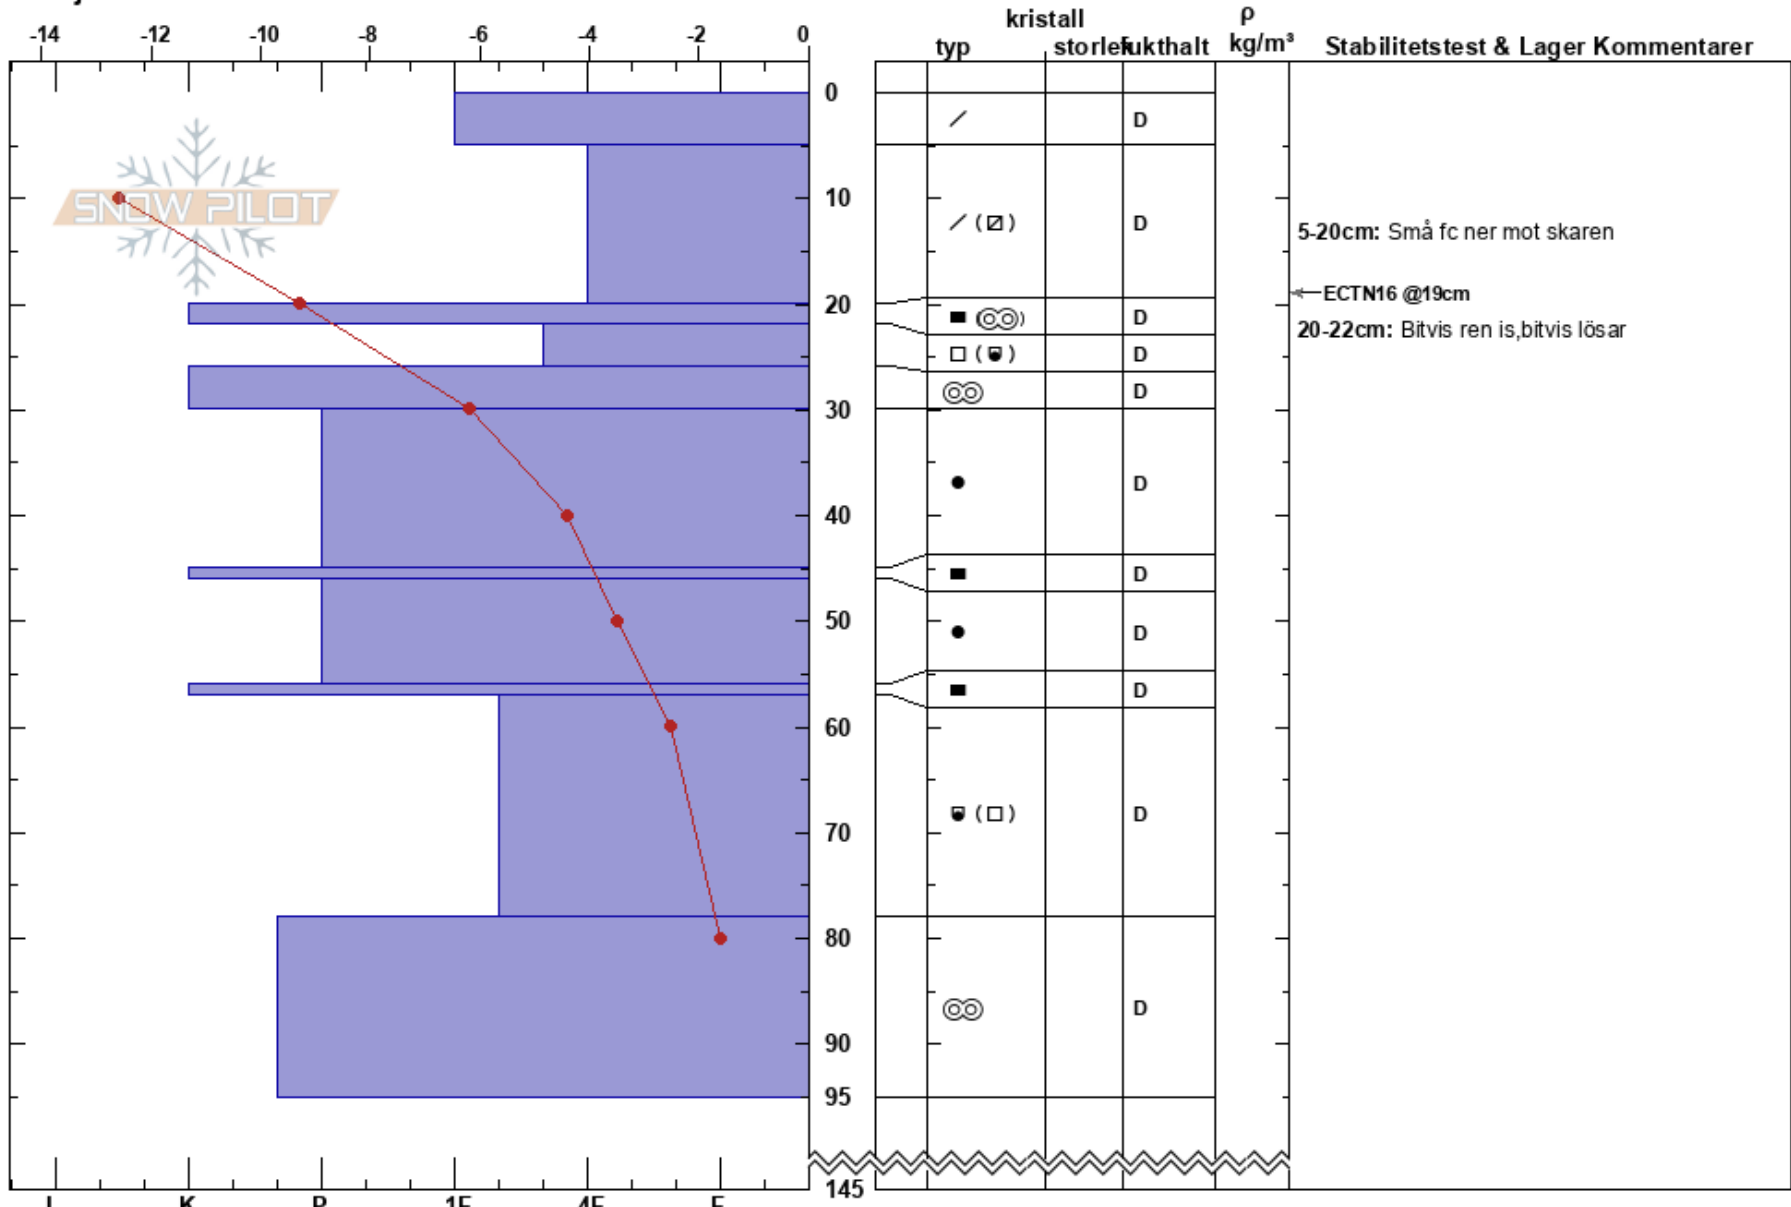 kristall ρ
-14 -12 -10 -8 -6 -4 -2 0 typ storlek fukthalt kg/m³ Stabilitetstest & Lager Kommentarer
0
D
SNOW PILOT
10
D
5-20cm: Små fc ner mot skaren
ECTN16 @19cm
20
D
20-22cm: Bitvis ren is,bitvis lösar
D
D
30
D
40
D
50
D
D
60
70
D
80
90
D
95
145
I K P 1F 4F F